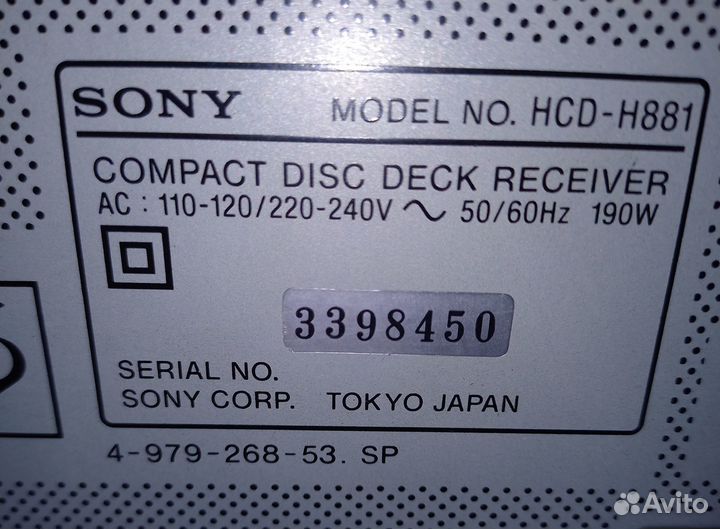 SONY MODEL NO. HCD-H881
COMPACT DISC DECK RECEIVER
AC : 110-120/220-240V ~ 50/60Hz 190W
3398450
SERIAL NO.
SONY CORP. TOKYO JAPAN
4-979-268-53. SP
Avito